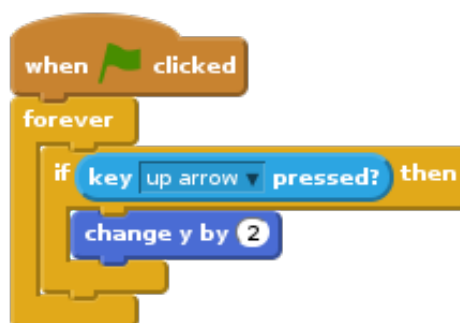 when clicked
forever
if key up arrow pressed? then
change y by 2